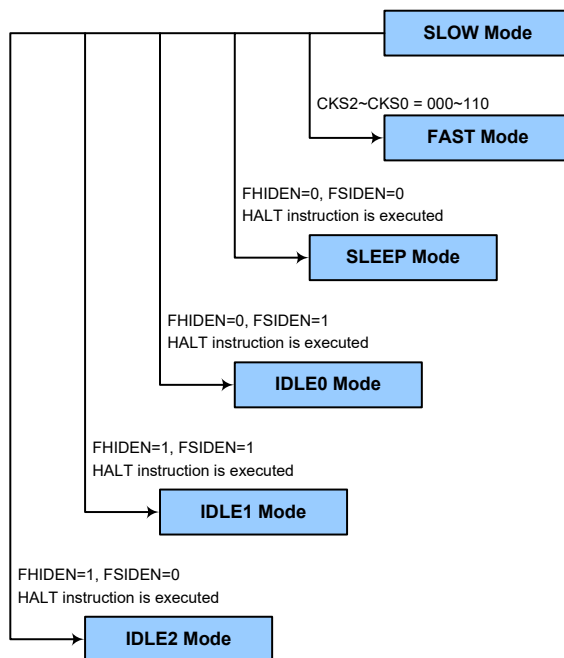 SLOW Mode
CKS2~CKS0 = 000~110
FAST Mode
FHIDEN=0, FSIDEN=0
HALT instruction is executed
SLEEP Mode
FHIDEN=0, FSIDEN=1
HALT instruction is executed
IDLE0 Mode
FHIDEN=1, FSIDEN=1
HALT instruction is executed
IDLE1 Mode
FHIDEN=1, FSIDEN=0
HALT instruction is executed
IDLE2 Mode